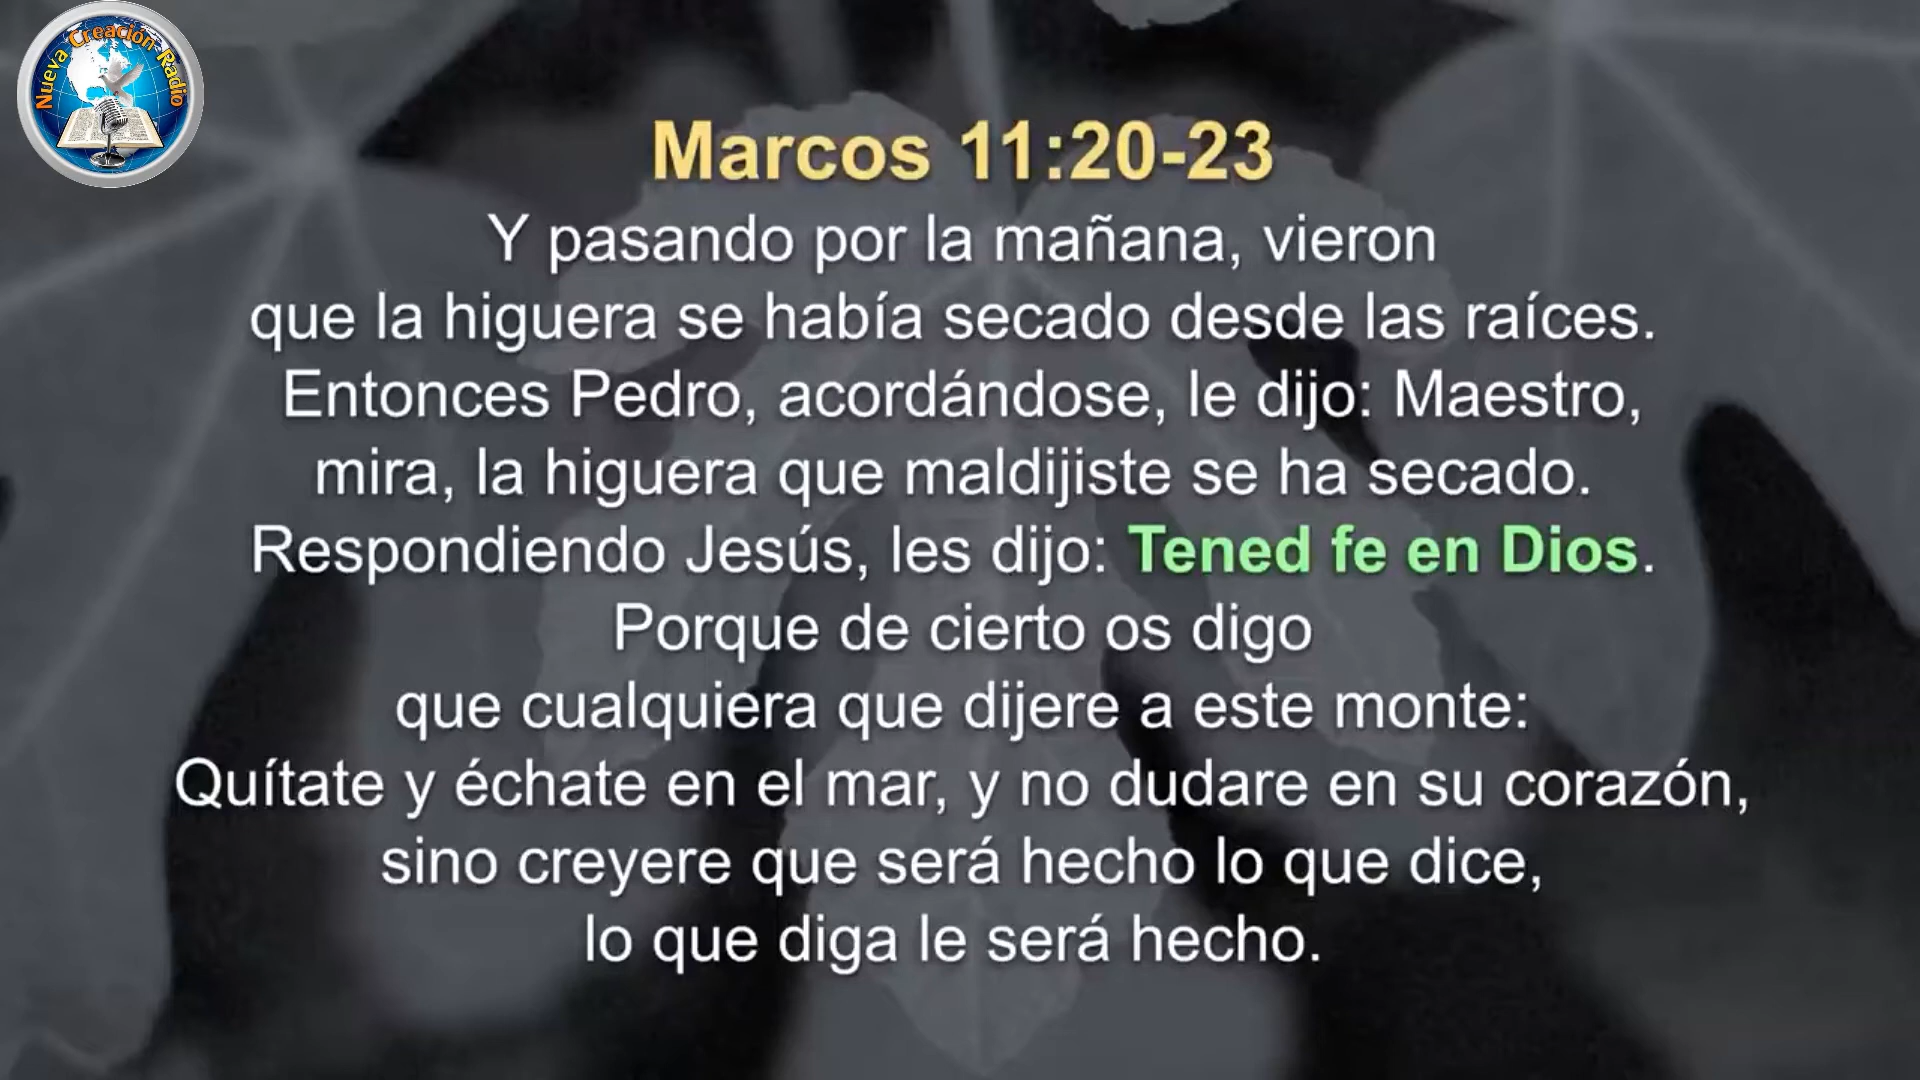 Nueva Creación Radio
Marcos 11:20-23
Y pasando por la mañana, vieron
que la higuera se había secado desde las raíces.
Entonces Pedro, acordándose, le dijo: Maestro,
mira, la higuera que maldijiste se ha secado.
Respondiendo Jesús, les dijo: Tened fe en Dios.
Porque de cierto os digo
que cualquiera que dijere a este monte:
Quítate y échate en el mar, y no dudare en su corazón,
sino creyere que será hecho lo que dice,
lo que diga le será hecho.